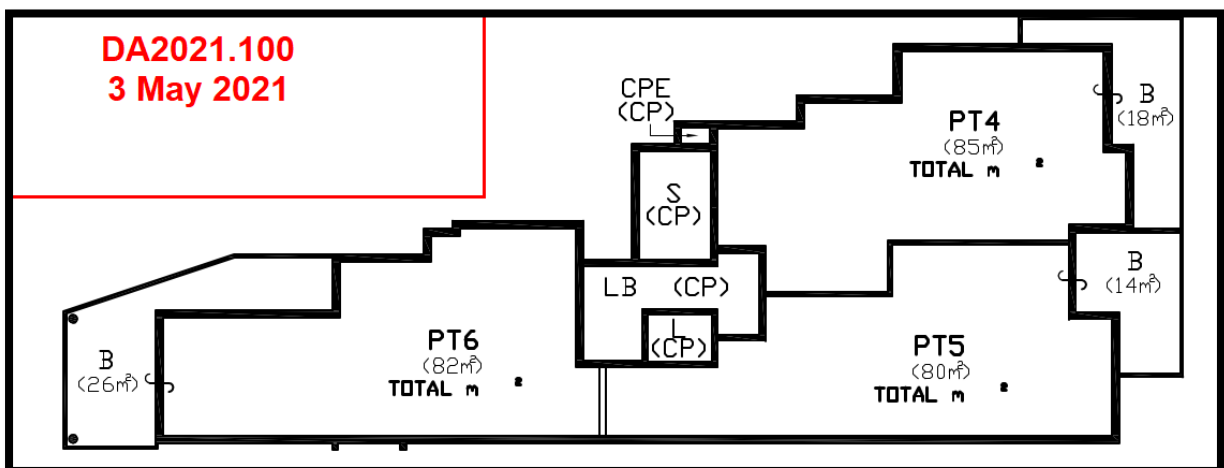 DA2021.100
3 May 2021
CPE
(CP)
PT4
(85m²)
TOTAL m ²
B
(18m²)
S
(CP)
LB (CP)
L
(CP)
B
(14m²)
PT6
(82m²)
TOTAL m ²
B
(26m²)
PT5
(80m²)
TOTAL m ²